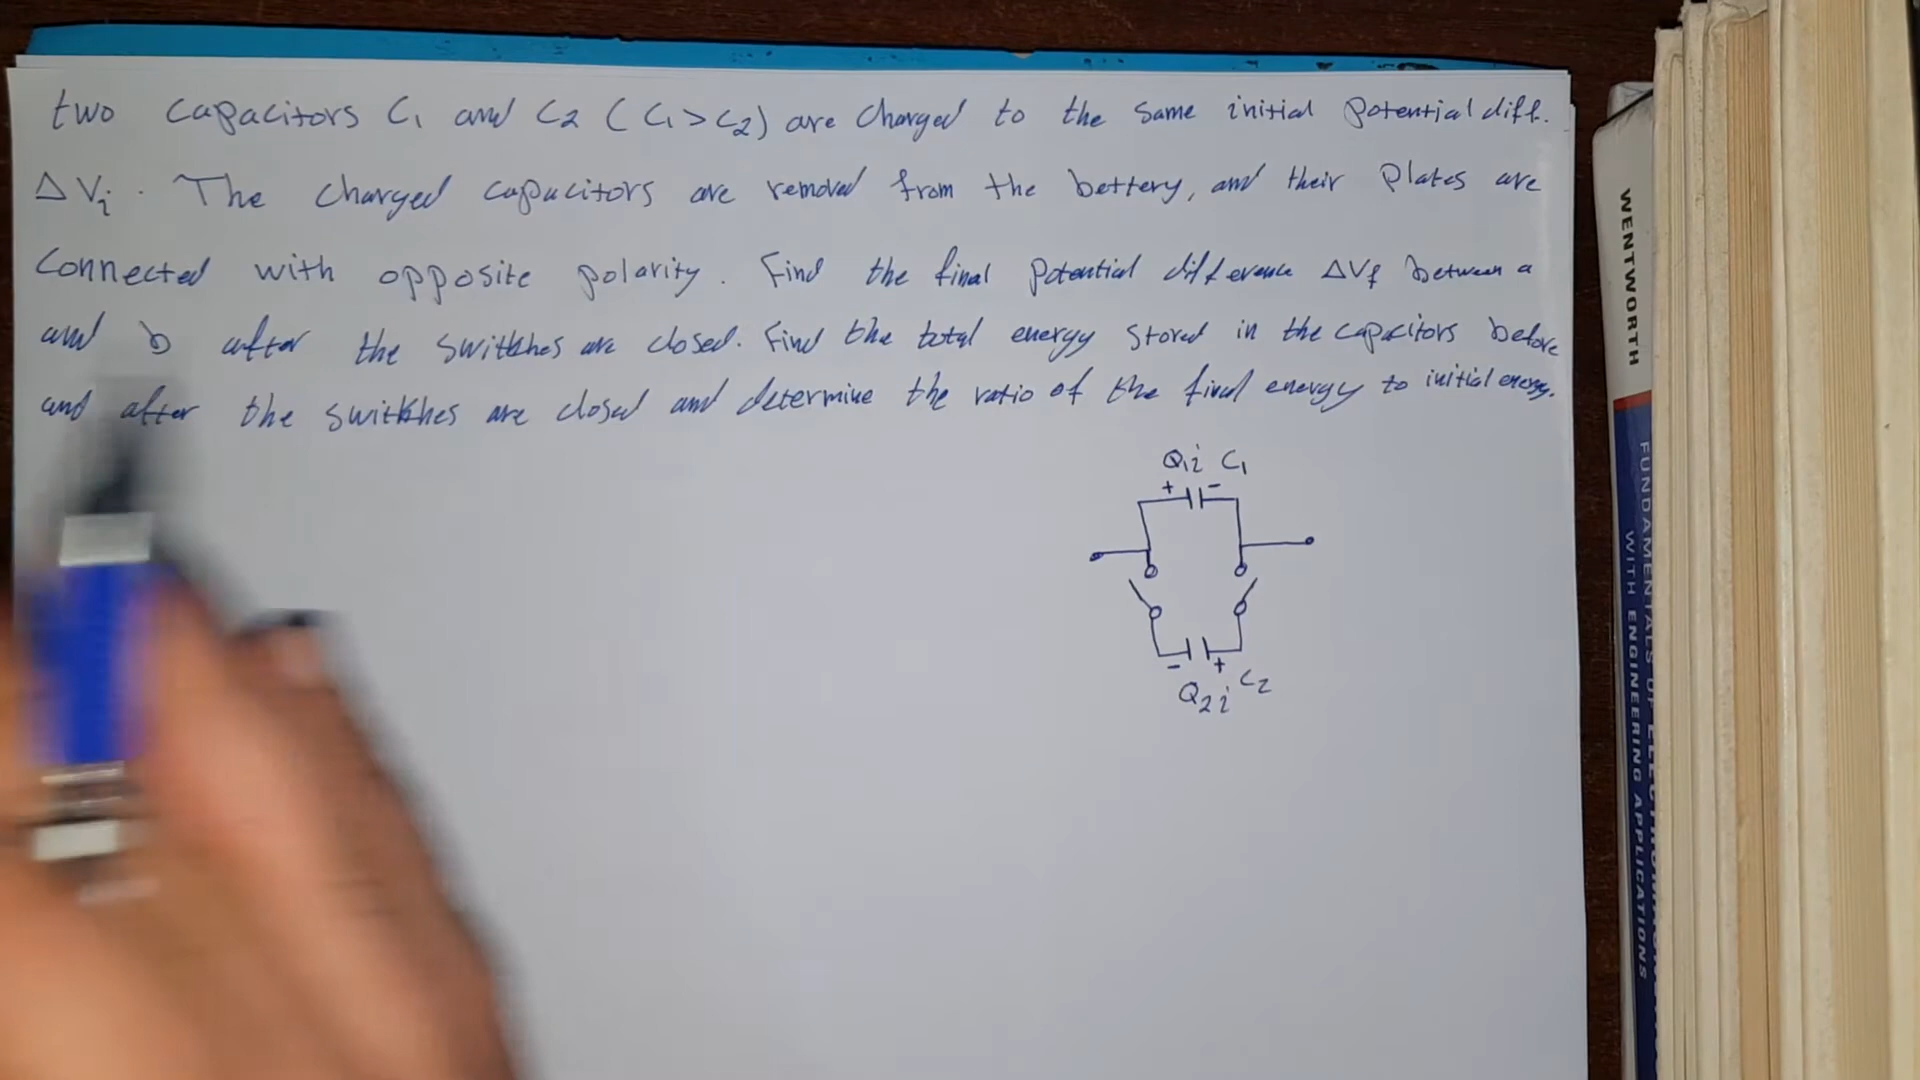 two capacitors C1 and C2 (C1>C2) are charged to the same initial potential diff.
ΔVi. The charged capacitors are removed from the bettery, and their plates are
connected with opposite polarity. Find the final potential difference ΔVf between a
and b after the switches are closed. Find the total energy stored in the capacitors before
and after the switches are closed and determine the ratio of the final energy to initial energy.
Q1i C1
+ -
- +
Q2i C2
WENTWORTH
FUNDAMENTALS OF
WITH ENGINEERING APPLICATIONS